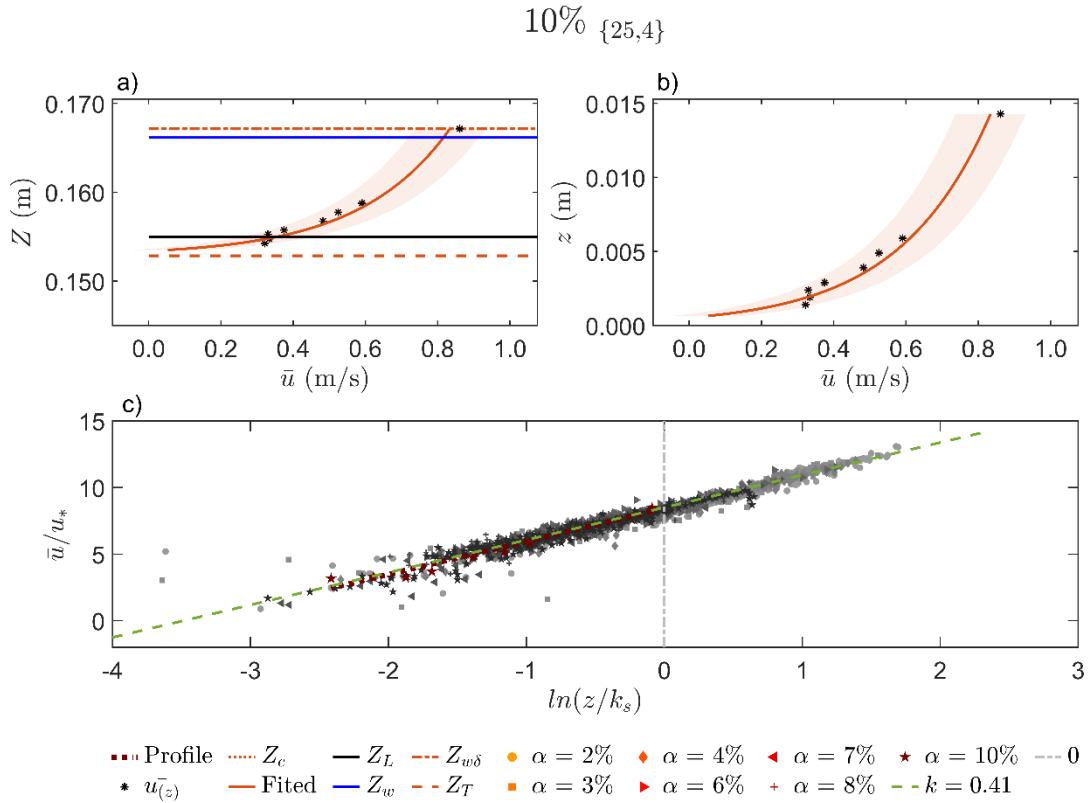 10% {25,4}
a)
0.170
0.160
0.150
Z (m)
0.0 0.2 0.4 0.6 0.8 1.0
ū (m/s)
b)
0.015
0.010
0.005
0.000
z (m)
0.0 0.2 0.4 0.6 0.8 1.0
ū (m/s)
c)
15
10
5
0
ū/u*
-4 -3 -2 -1 0 1 2 3
ln(z/ks)
Profile Zc ZL Zwδ α = 2% α = 4% α = 7% α = 10% 0
ū(z) Fited Zw ZT α = 3% α = 6% α = 8% k = 0.41